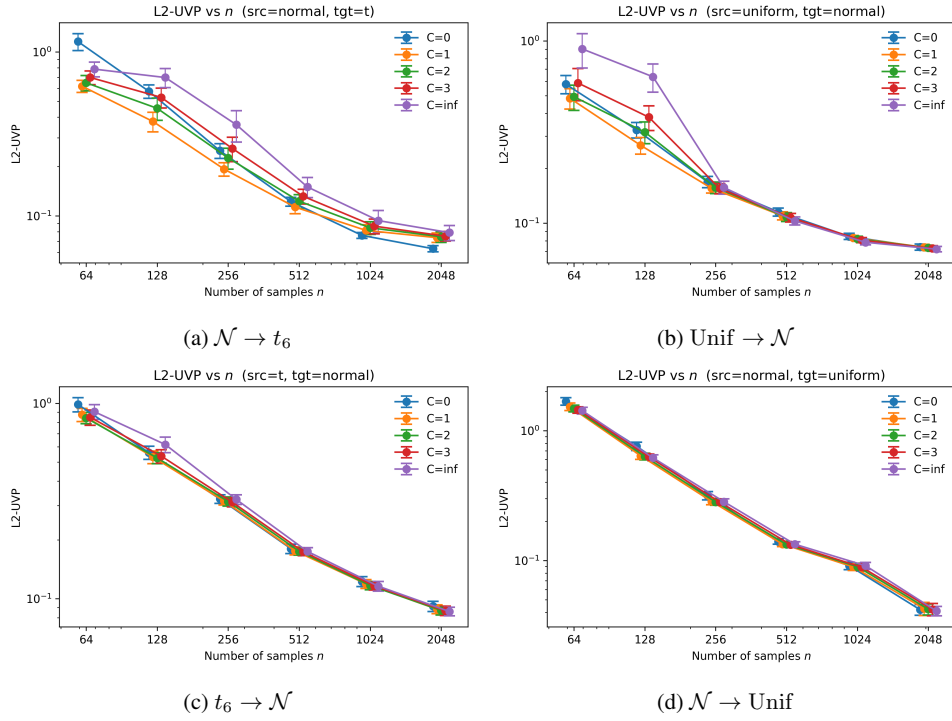 L2-UVP vs n (src=normal, tgt=t)
L2-UVP
10⁰
10⁻¹
C=0
C=1
C=2
C=3
C=inf
64 128 256 512 1024 2048
Number of samples n
(a) 𝒩 → t₆
L2-UVP vs n (src=uniform, tgt=normal)
L2-UVP
10⁰
10⁻¹
C=0
C=1
C=2
C=3
C=inf
64 128 256 512 1024 2048
Number of samples n
(b) Unif → 𝒩
L2-UVP vs n (src=t, tgt=normal)
L2-UVP
10⁰
10⁻¹
C=0
C=1
C=2
C=3
C=inf
64 128 256 512 1024 2048
Number of samples n
(c) t₆ → 𝒩
L2-UVP vs n (src=normal, tgt=uniform)
L2-UVP
10⁰
10⁻¹
C=0
C=1
C=2
C=3
C=inf
64 128 256 512 1024 2048
Number of samples n
(d) 𝒩 → Unif